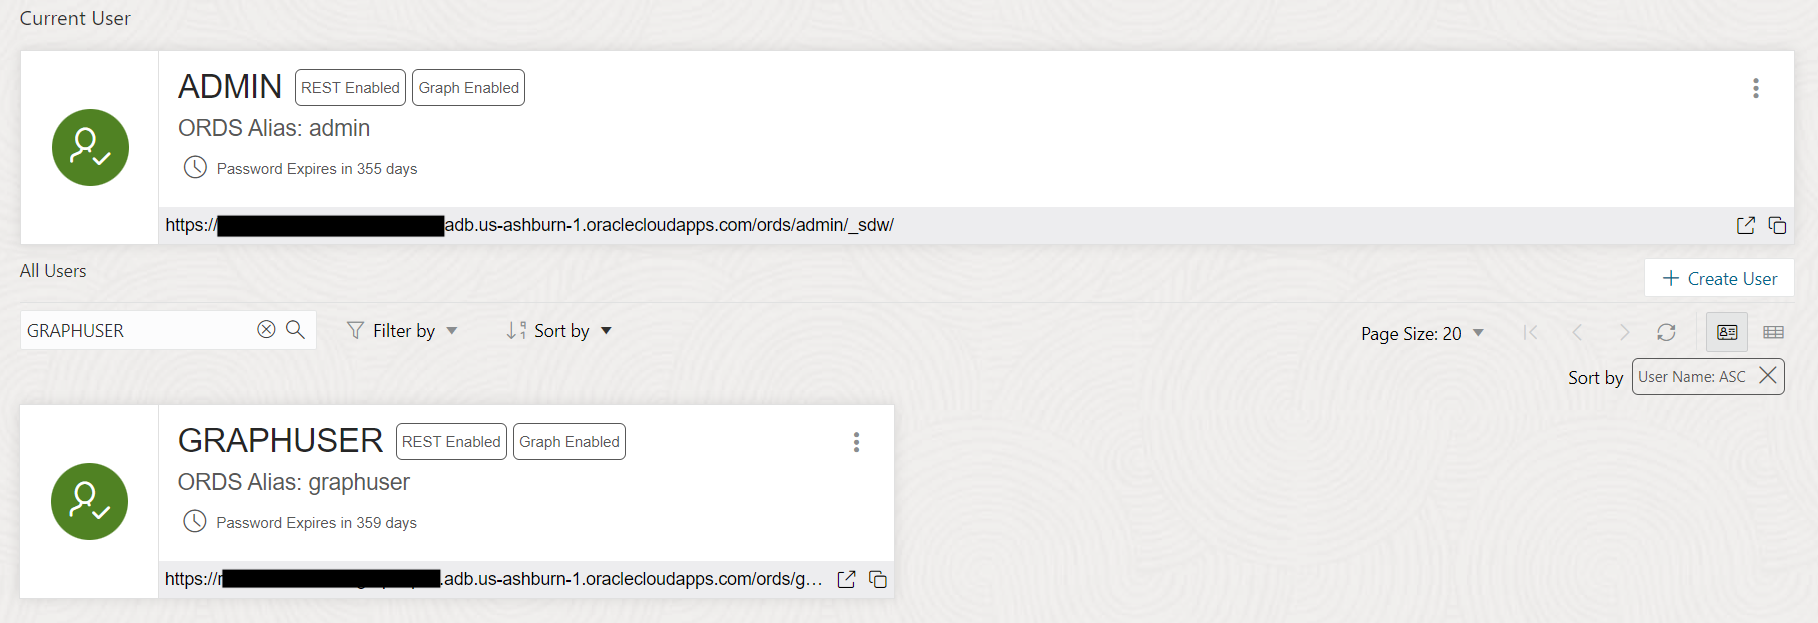 Current User
ADMIN REST Enabled Graph Enabled
ORDS Alias: admin
Password Expires in 355 days
https:// adb.us-ashburn-1.oraclecloudapps.com/ords/admin/_sdw/
All Users
+ Create User
GRAPHUSER Filter by Sort by Page Size: 20
Sort by User Name: ASC
GRAPHUSER REST Enabled Graph Enabled
ORDS Alias: graphuser
Password Expires in 359 days
https://r .adb.us-ashburn-1.oraclecloudapps.com/ords/g...